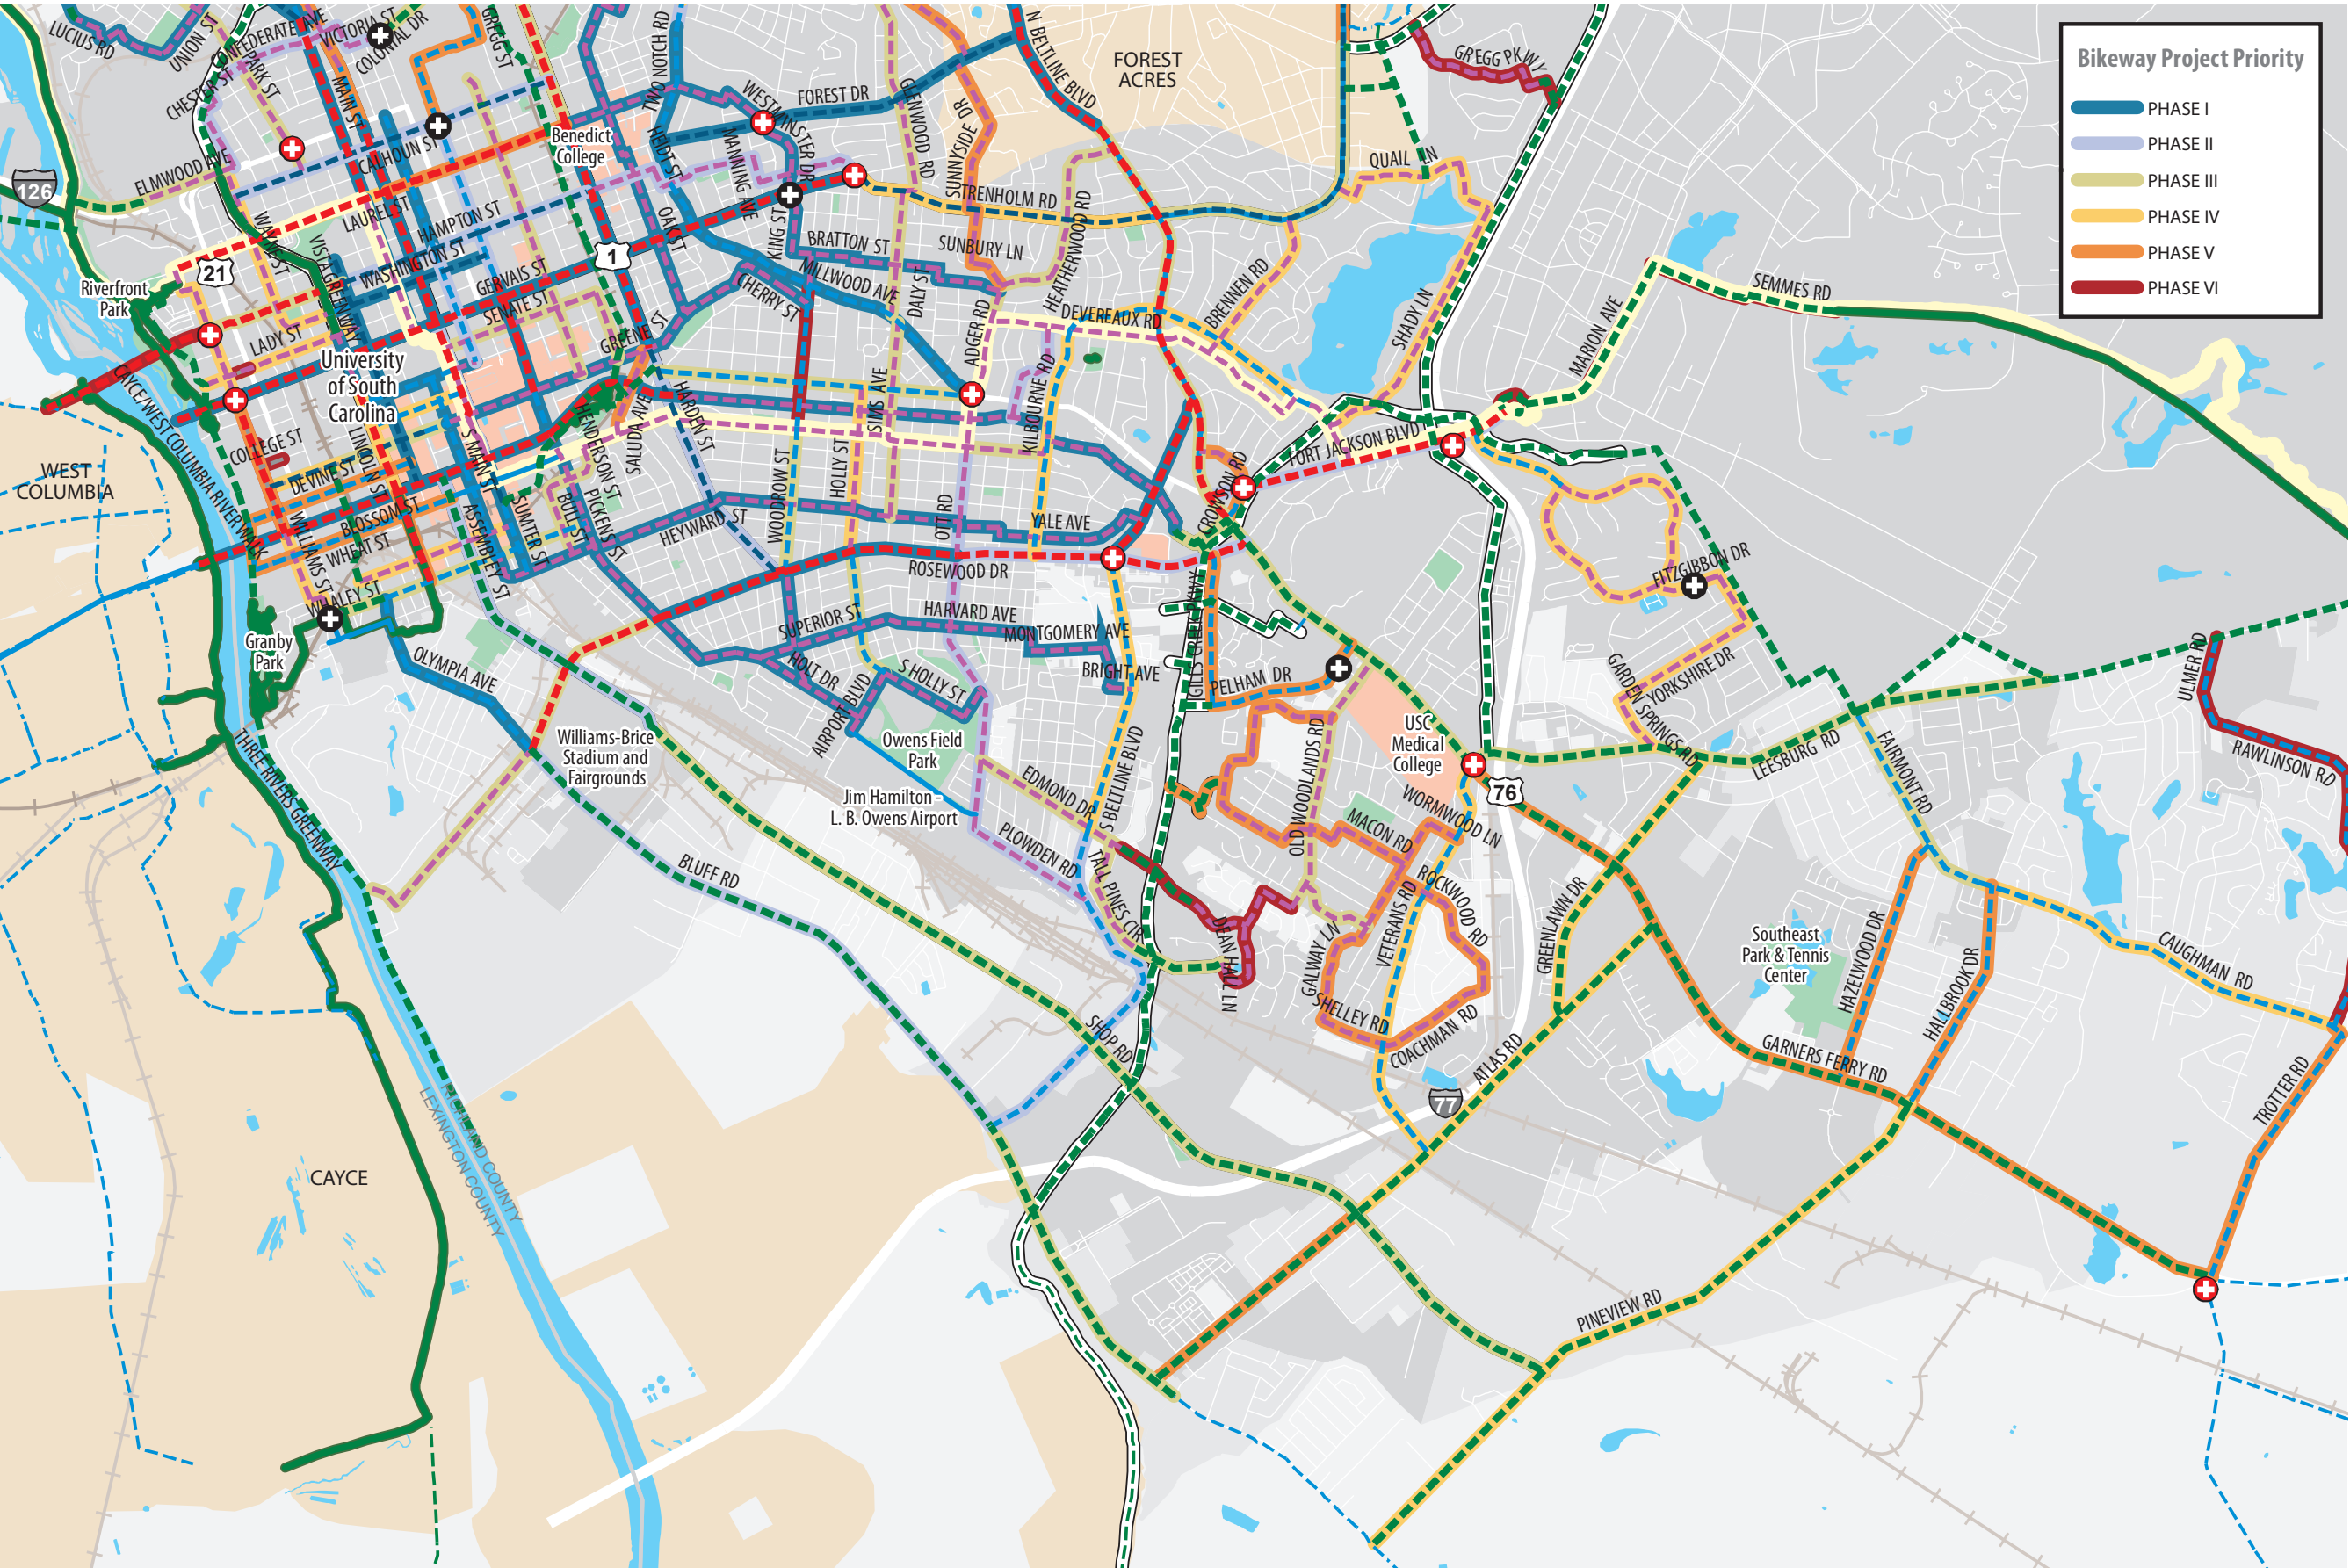 LUCIUS RD
UNION ST
CONFEDERATE AVE
VICTORIA ST
COLONIAL DR
GREGG ST
CHESTER ST
PARK ST
MAIN ST
TWO NOTCH RD
WESTMINSTER DR
FOREST DR
GLENWOOD RD
SUNNYSIDE DR
N BELTLINE BLVD
FOREST
ACRES
GREGG PKWY
Bikeway Project Priority
PHASE I
PHASE II
PHASE III
PHASE IV
PHASE V
PHASE VI
126
ELMWOOD AVE
CALHOUN ST
Benedict
College
HEIDT ST
MANNING AVE
QUAIL LN
LAUREL ST
HAMPTON ST
WASHINGTON ST
WAYNE ST
VISTA GREENWAY
GERVAIS ST
SENATE ST
OAK ST
KING ST
TRENHOLM RD
BRATTON ST
SUNBURY LN
HEATHERWOOD RD
21
1
Riverfront
Park
LADY ST
MILLWOOD AVE
CHERRY ST
DALY ST
ADGER RD
DEVEREAUX RD
BRENNEN RD
SHADY LN
MARION AVE
SEMMES RD
University
of South
Carolina
GREENE ST
CAYCE/WEST COLUMBIA RIVER WALK
HENDERSON ST
SALUDA AVE
HARDEN ST
SIMS AVE
KILBOURNE RD
COLLEGE ST
WEST
COLUMBIA
DEVINE ST
LINCOLN ST
S MAIN ST
BLOSSOM ST
WHEAT ST
WILLIAMS ST
WHALEY ST
ASSEMBLEY ST
SUMTER ST
BULL ST
PICKENS ST
HEYWARD ST
WOODROW ST
HOLLY ST
OTT RD
YALE AVE
ROSEWOOD DR
CROWSON RD
FORT JACKSON BLVD
FITZGIBBON DR
GILLS CREEK PKWY
Granby
Park
OLYMPIA AVE
SUPERIOR ST
HARVARD AVE
MONTGOMERY AVE
BRIGHT AVE
HOLT DR
AIRPORT BLVD
S HOLLY ST
PELHAM DR
GARDEN SPRINGS RD
YORKSHIRE DR
ULMER RD
RAWLINSON RD
THREE RIVERS GREENWAY
Williams-Brice
Stadium and
Fairgrounds
Owens Field
Park
Jim Hamilton -
L. B. Owens Airport
EDMOND DR
S BELTLINE BLVD
PLOWDEN RD
TALL PINES CIR
OLD WOODLANDS RD
USC
Medical
College
76
LEESBURG RD
FAIRMONT RD
WORMWOOD LN
MACON RD
ROCKWOOD RD
BLUFF RD
DEAN HALL LN
GALWAY LN
VETERANS RD
GREENLAWN DR
SHELLEY RD
COACHMAN RD
Southeast
Park & Tennis
Center
HAZELWOOD DR
HALLBROOK DR
CAUGHMAN RD
SHOP RD
ATLAS RD
77
GARNERS FERRY RD
TROTTER RD
RICHLAND COUNTY
LEXINGTON COUNTY
CAYCE
PINEVIEW RD